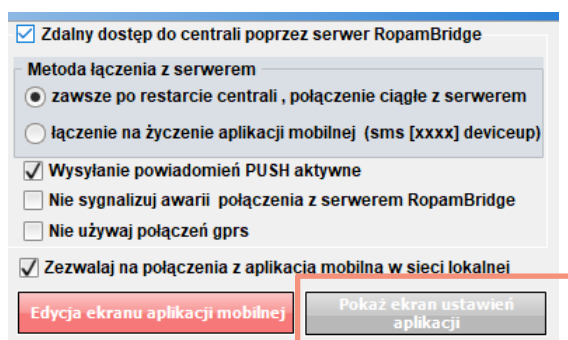 Zdalny dostęp do centrali poprzez serwer RopamBridge
Metoda łączenia z serwerem
zawsze po restarcie centrali , połączenie ciągłe z serwerem
łączenie na życzenie aplikacji mobilnej (sms [xxxx] deviceup)
Wysyłanie powiadomień PUSH aktywne
Nie sygnalizuj awarii połączenia z serwerem RopamBridge
Nie używaj połączeń gprs
Zezwalaj na połączenia z aplikacją mobilną w sieci lokalnej
Edycja ekranu aplikacji mobilnej
Pokaż ekran ustawień
aplikacji